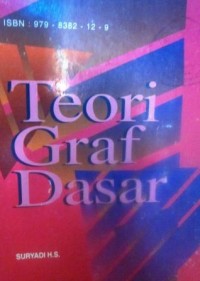 ISBN : 979 - 8382 - 12 - 9
Teori
Graf
Dasar
SURYADI H.S.